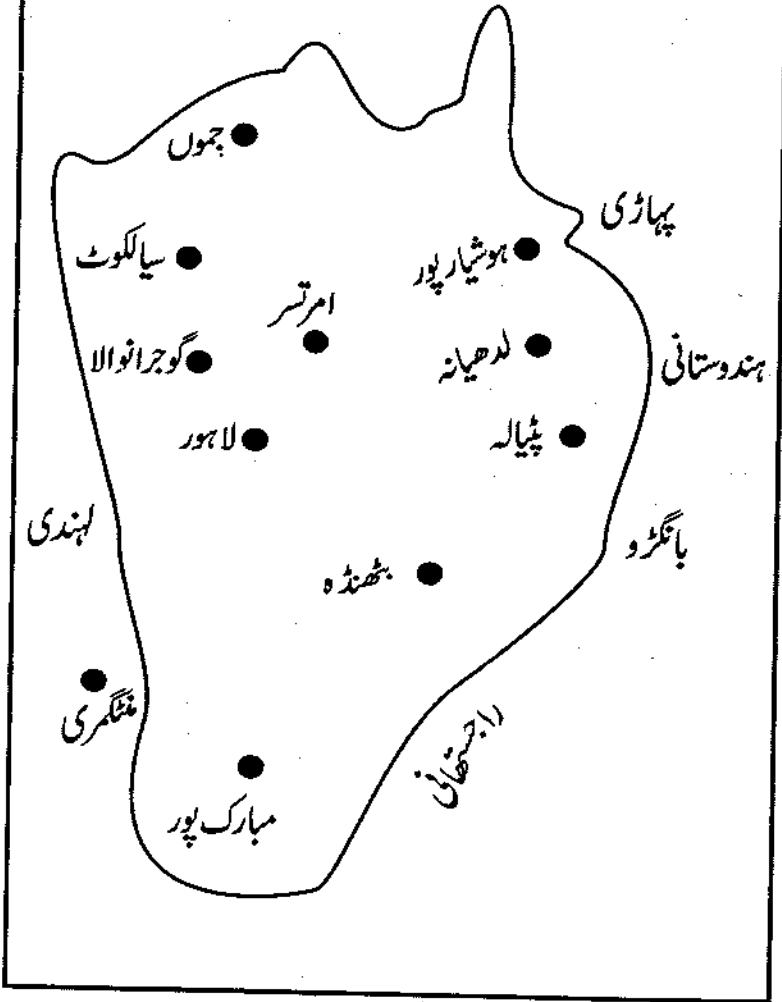 جموں
پہاڑی
سیالکوٹ
ہوشیارپور
امرتسر
گوجرانوالا
لدھیانہ
ہندوستانی
لاہور
پٹیالہ
لہندی
بانگڑو
بٹھنڈہ
منٹگمری
راجستھانی
مبارک پور